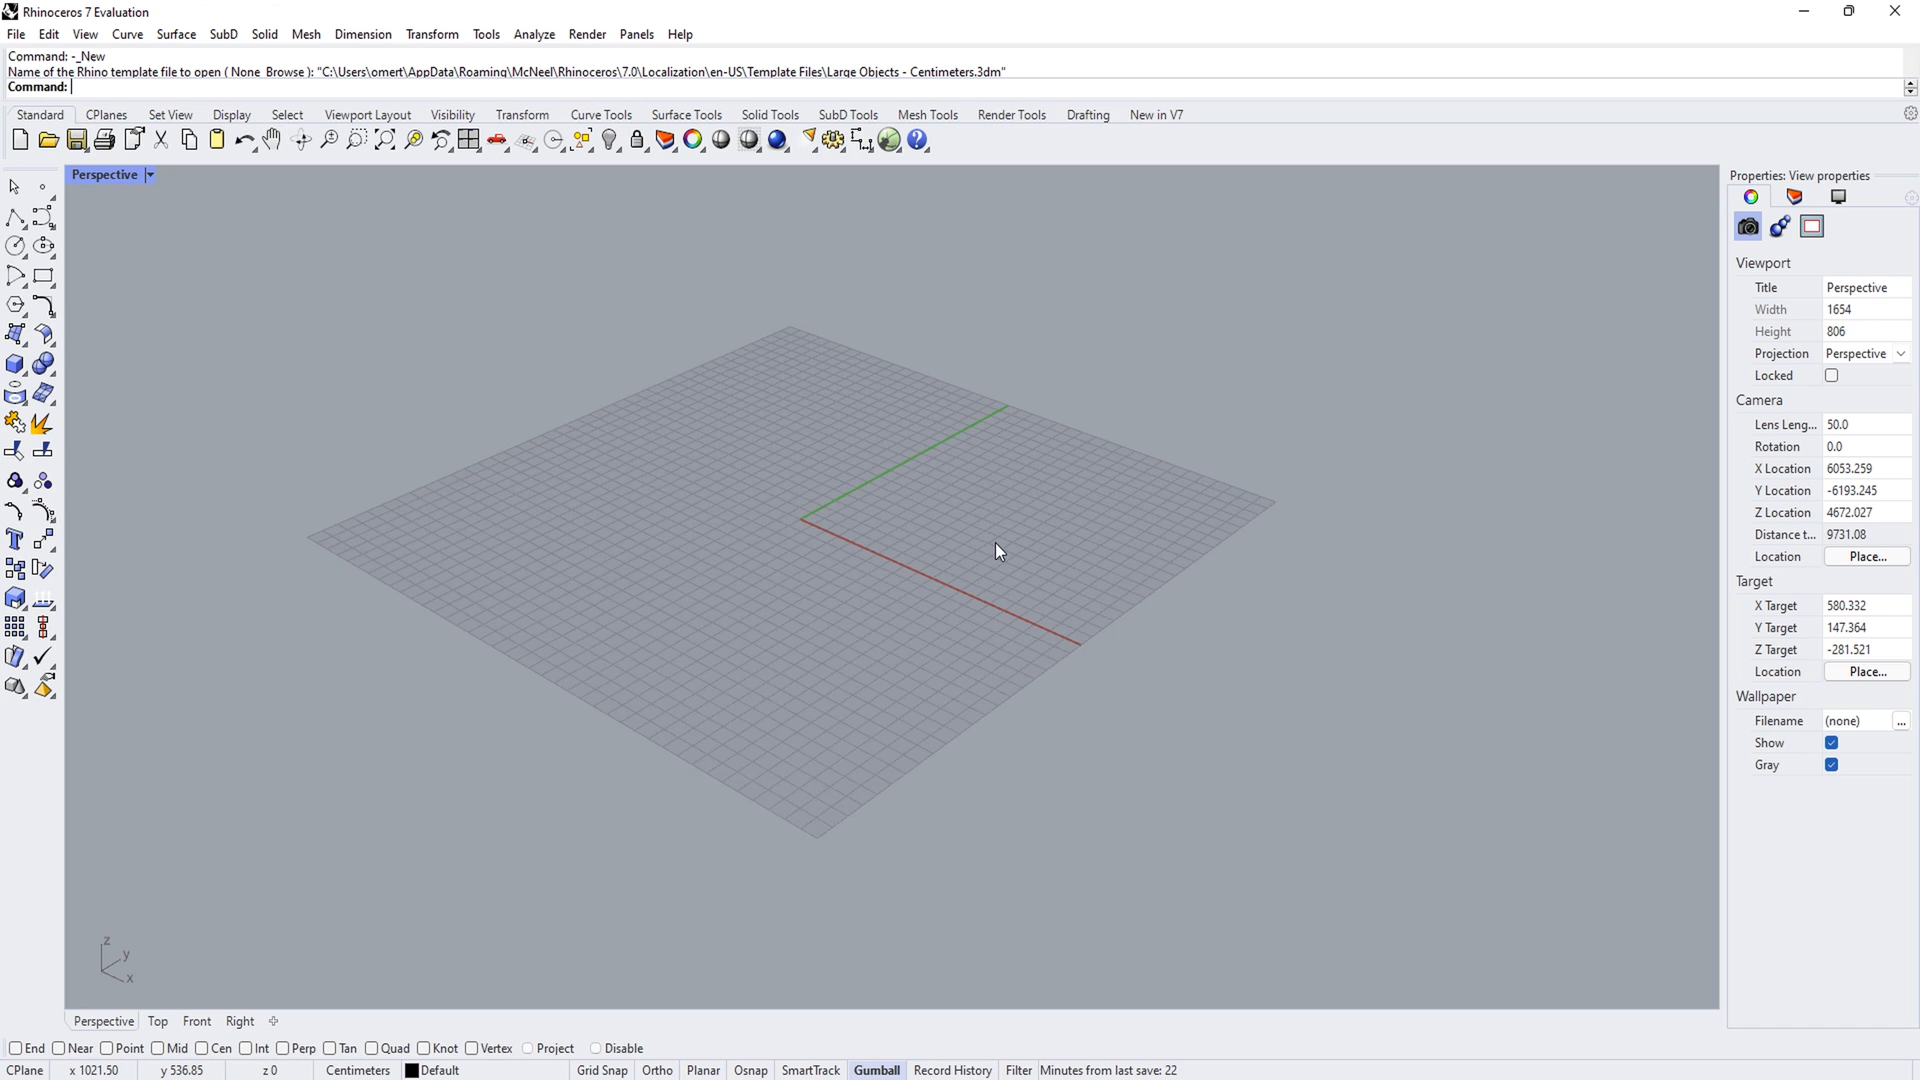 Rhinoceros 7 Evaluation
File Edit View Curve Surface SubD Solid Mesh Dimension Transform Tools Analyze Render Panels Help
Command: -_New
Name of the Rhino template file to open ( None Browse ): "C:\Users\omert\AppData\Roaming\McNeel\Rhinoceros\7.0\Localization\en-US\Template Files\Large Objects - Centimeters.3dm"
Command:
Standard CPlanes Set View Display Select Viewport Layout Visibility Transform Curve Tools Surface Tools Solid Tools SubD Tools Mesh Tools Render Tools Drafting New in V7
Perspective
Properties: View properties
Viewport
Title Perspective
Width 1654
Height 806
Projection Perspective
Locked
Camera
Lens Leng... 50.0
Rotation 0.0
X Location 6053.259
Y Location -6193.245
Z Location 4672.027
Distance t... 9731.08
Location Place...
Target
X Target 580.332
Y Target 147.364
Z Target -281.521
Location Place...
Wallpaper
Filename (none) ...
Show
Gray
z
y
x
Perspective Top Front Right
End Near Point Mid Cen Int Perp Tan Quad Knot Vertex Project Disable
CPlane x 1021.50 y 536.85 z 0 Centimeters Default Grid Snap Ortho Planar Osnap SmartTrack Gumball Record History Filter Minutes from last save: 22